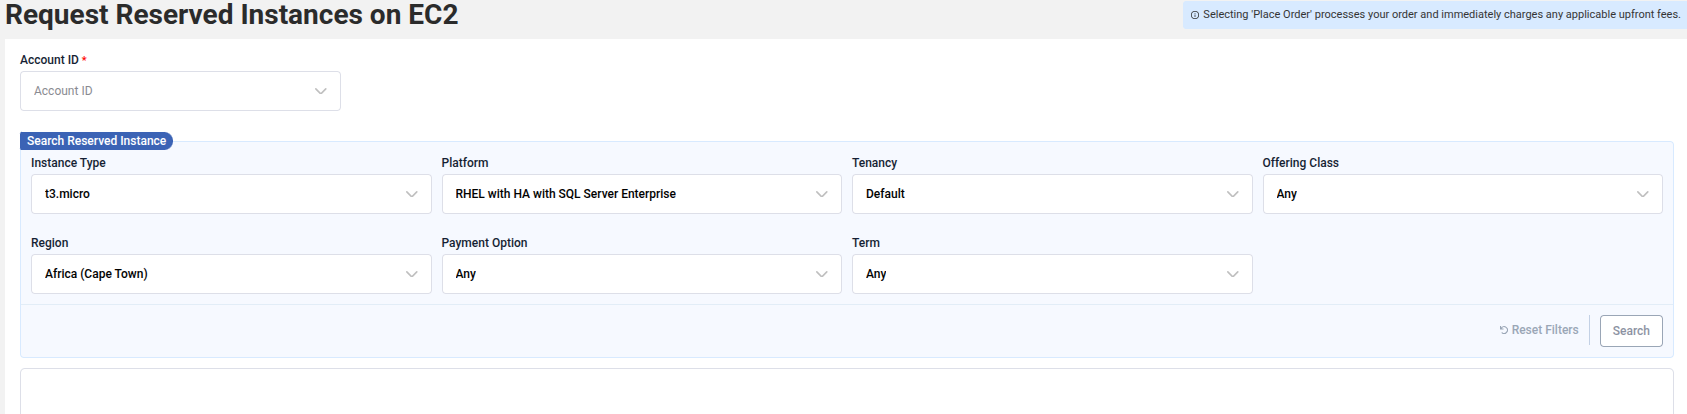 Request Reserved Instances on EC2
Selecting 'Place Order' processes your order and immediately charges any applicable upfront fees.
Account ID *
Account ID
Search Reserved Instance
Instance Type Platform Tenancy Offering Class
t3.micro RHEL with HA with SQL Server Enterprise Default Any
Region Payment Option Term
Africa (Cape Town) Any Any
Reset Filters Search